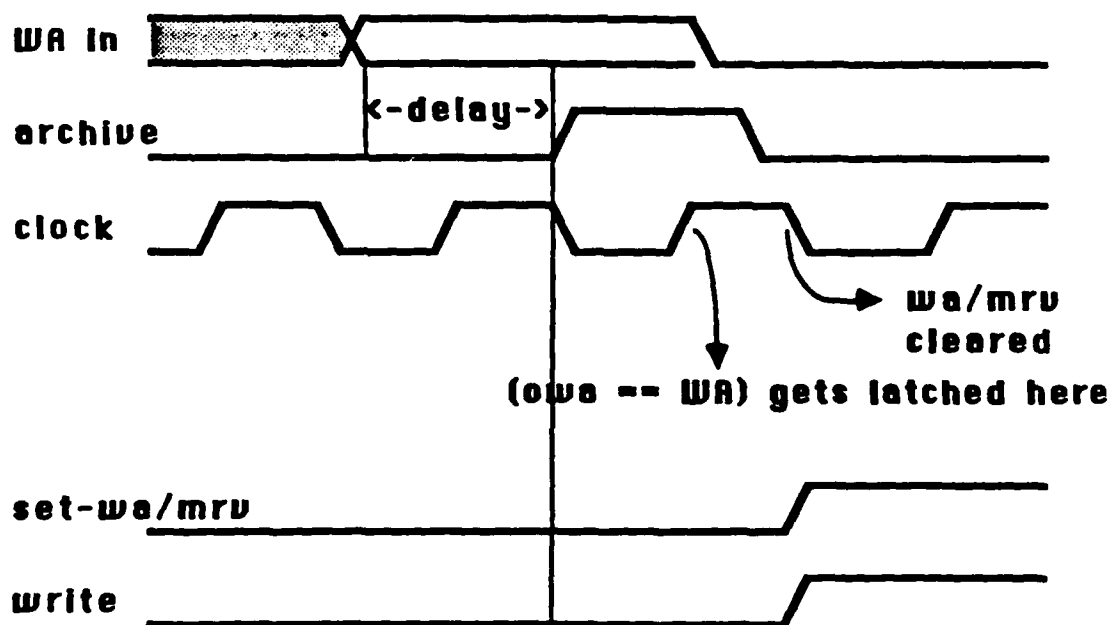 WA in
<-delay->
archive
clock
wa/mrv
cleared
(owa == WA) gets latched here
set-wa/mrv
write